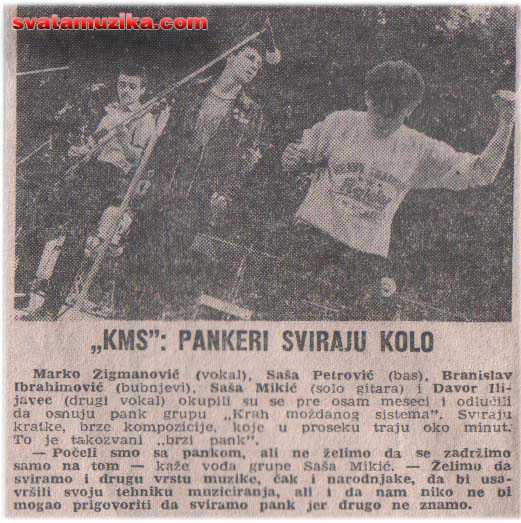 svatamuzika.com
„KMS”: PANKERI SVIRAJU KOLO
Marko Zigmanović (vokal), Saša Petrović (bas), Branislav
Ibrahimović (bubnjevi), Saša Mikić (solo gitara) i Davor Ili-
javec (drugi vokal) okupili su se pre osam meseci i odlučili
da osnuju pank grupu „Krah moždanog sistema”. Sviraju
kratke, brze kompozicije, koje u proseku traju oko minut.
To je takozvani „brzi pank”.
— Počeli smo sa pankom, ali ne želimo da se zadržimo
samo na tom — kaže vođa grupe Saša Mikić. — Želimo da
sviramo i drugu vrstu muzike, čak i narodnjake, da bi usa-
vršili svoju tehniku muziciranja, ali i da nam niko ne bi
mogao prigovoriti da sviramo pank jer drugo ne znamo.